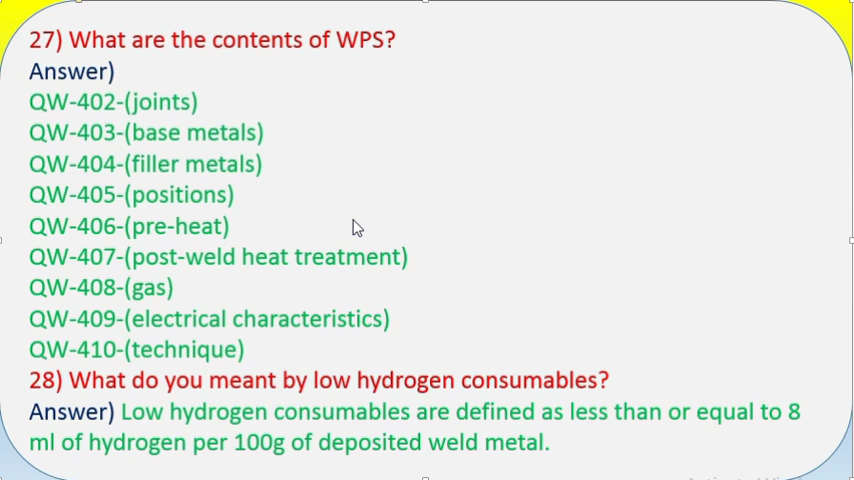 27) What are the contents of WPS?
Answer)
QW-402-(joints)
QW-403-(base metals)
QW-404-(filler metals)
QW-405-(positions)
QW-406-(pre-heat)
QW-407-(post-weld heat treatment)
QW-408-(gas)
QW-409-(electrical characteristics)
QW-410-(technique)
28) What do you meant by low hydrogen consumables?
Answer) Low hydrogen consumables are defined as less than or equal to 8
ml of hydrogen per 100g of deposited weld metal.